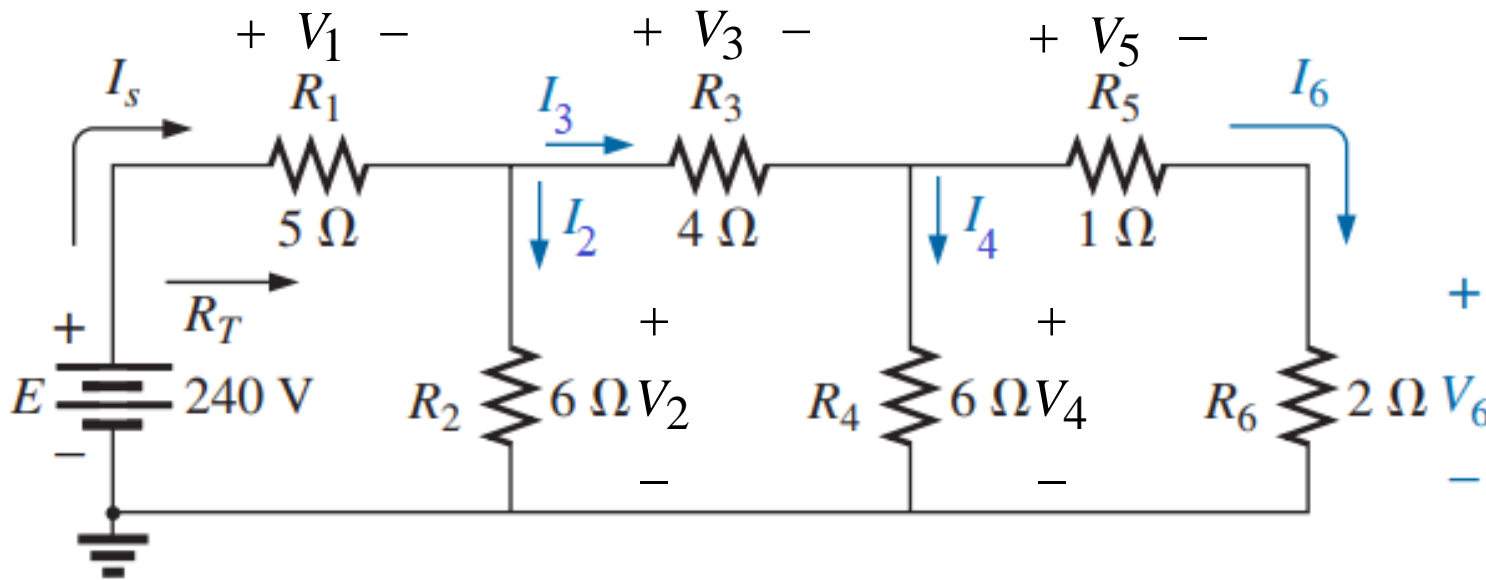 + V1 − + V3 − + V5 −
Is R1 I3 R3 R5 I6
5 Ω I2 4 Ω I4 1 Ω
RT
+ + + +
E 240 V R2 6 Ω V2 R4 6 Ω V4 R6 2 Ω V6
− − − −